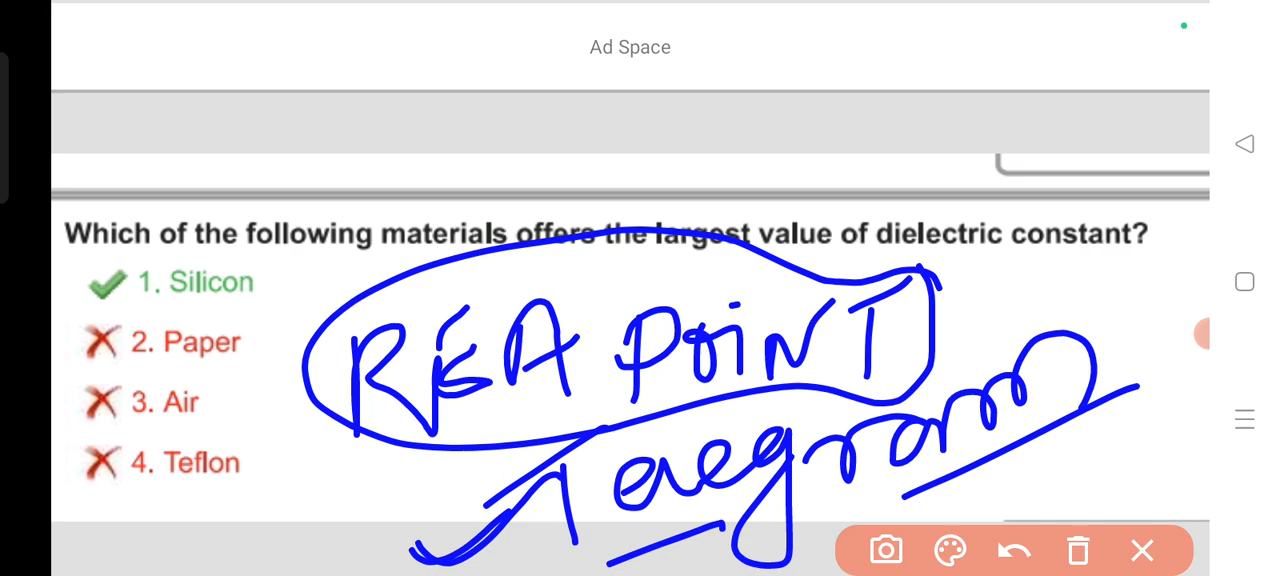 Ad Space
Which of the following materials offers the largest value of dielectric constant?
1. Silicon
2. Paper
3. Air
4. Teflon
REA POINT